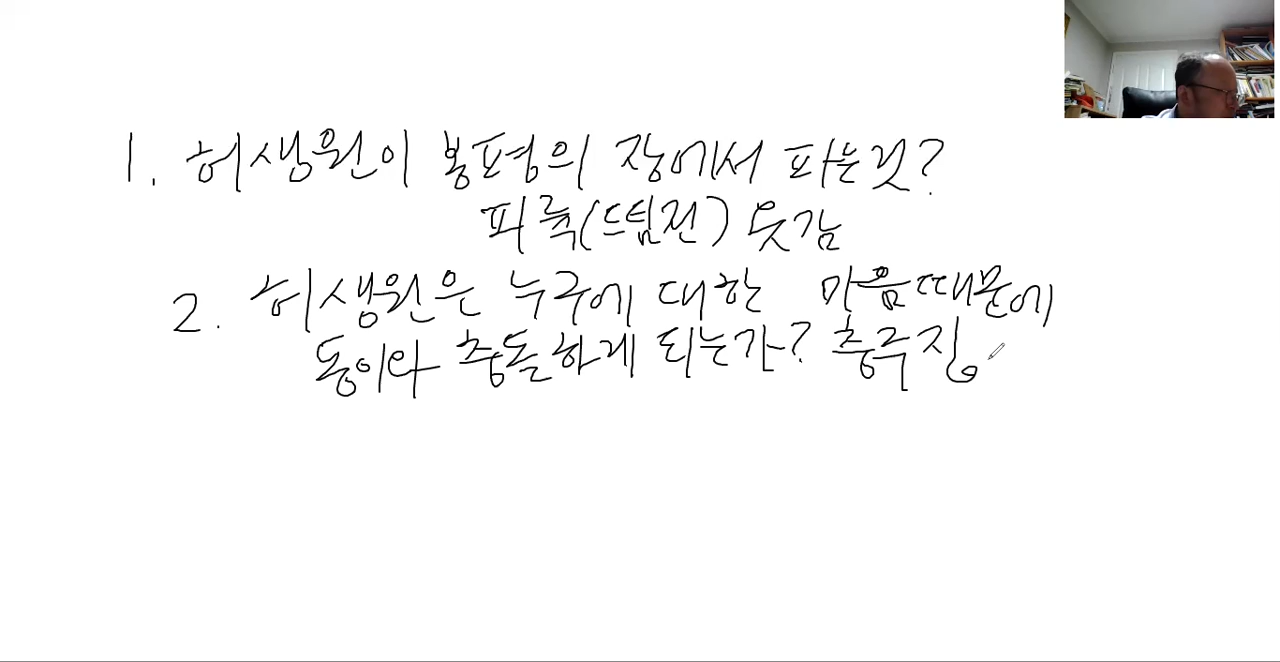 1. 허생원이 봉평의 장에서 파는것?
피륙(드팀전) 옷감
2. 허생원은 누구에 대한 마음때문에
동이와 충돌하게 되는가? 충주집